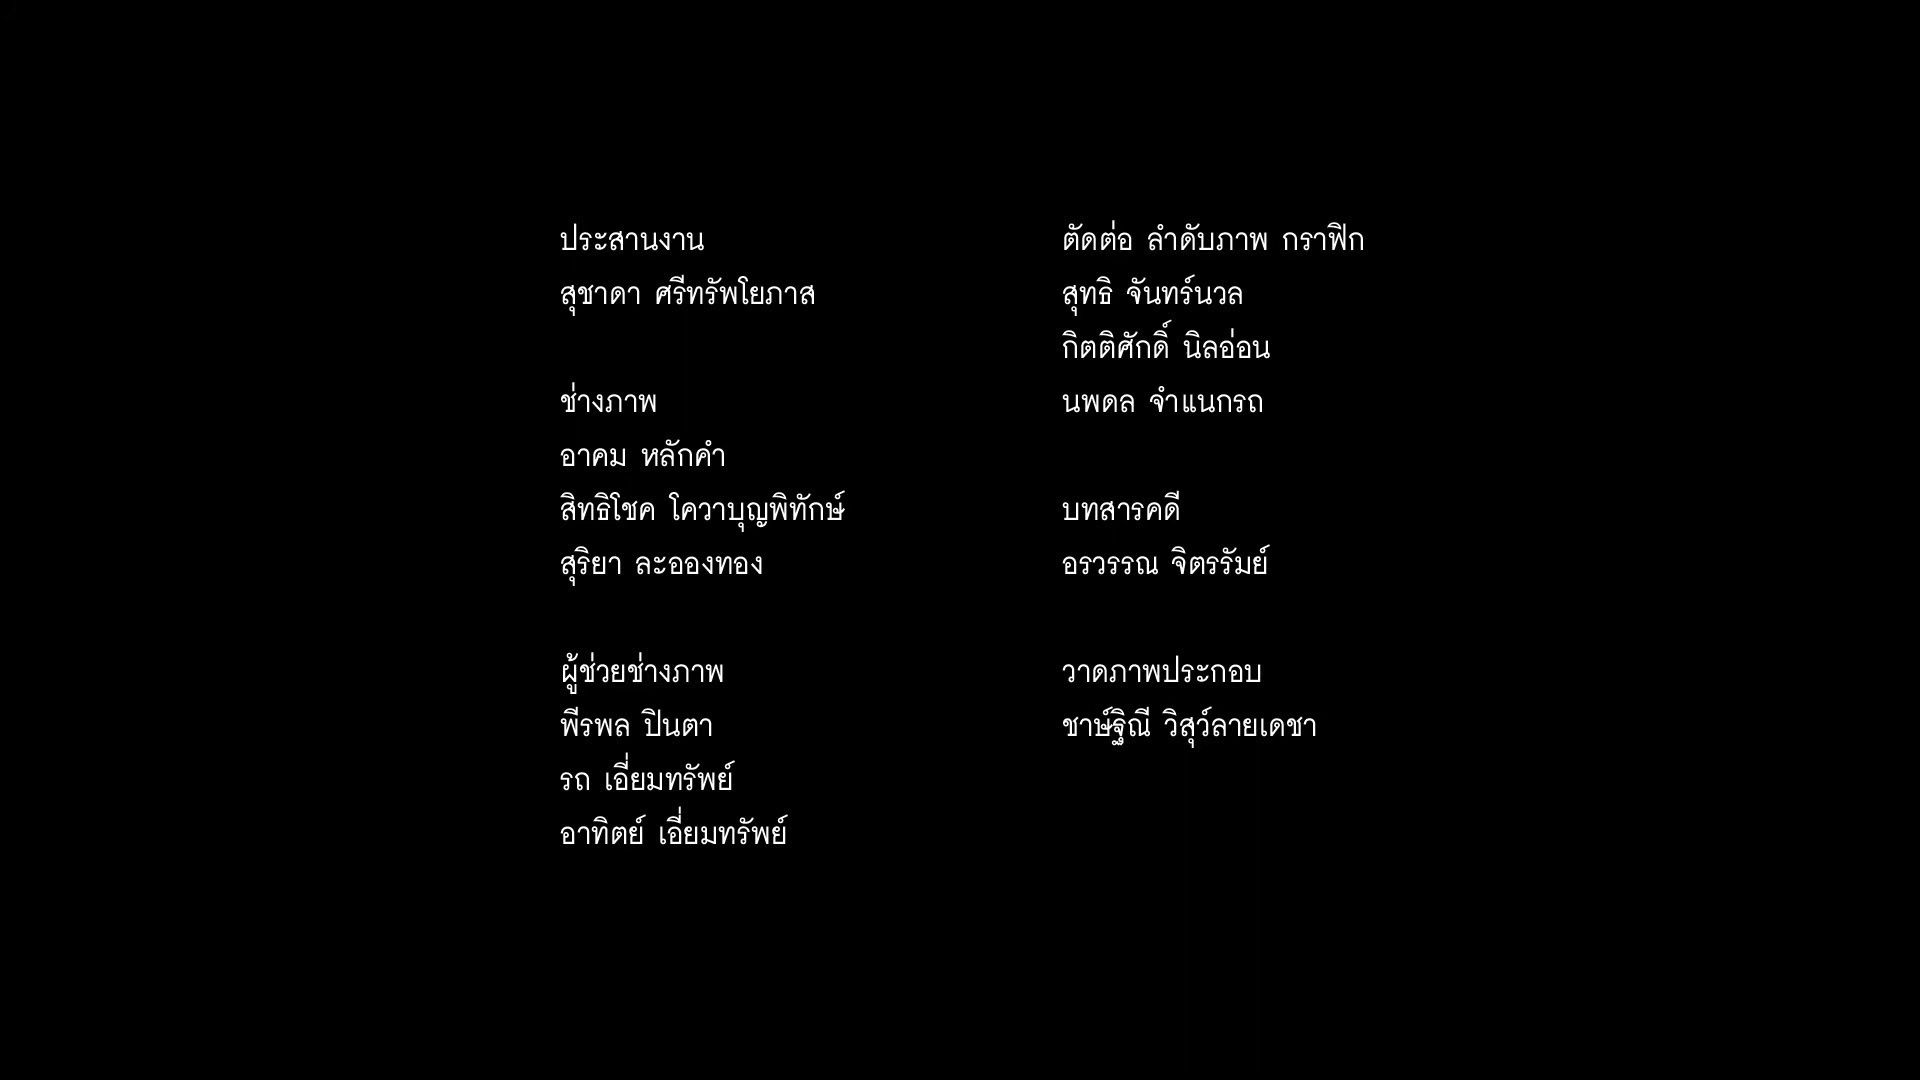 ประสานงาน
สุชาดา ศรีทรัพโยภาส
ช่างภาพ
อาคม หลักคำ
สิทธิโชค โควาบุญพิทักษ์
สุริยา ละอองทอง
ผู้ช่วยช่างภาพ
พีรพล ปินตา
รถ เอี่ยมทรัพย์
อาทิตย์ เอี่ยมทรัพย์
ตัดต่อ ลำดับภาพ กราฟิก
สุทธิ จันทร์นวล
กิตติศักดิ์ นิลอ่อน
นพดล จำแนกรถ
บทสารคดี
อรวรรณ จิตรรัมย์
วาดภาพประกอบ
ชาษ์ฐิณี วิสุว์ลายเดชา